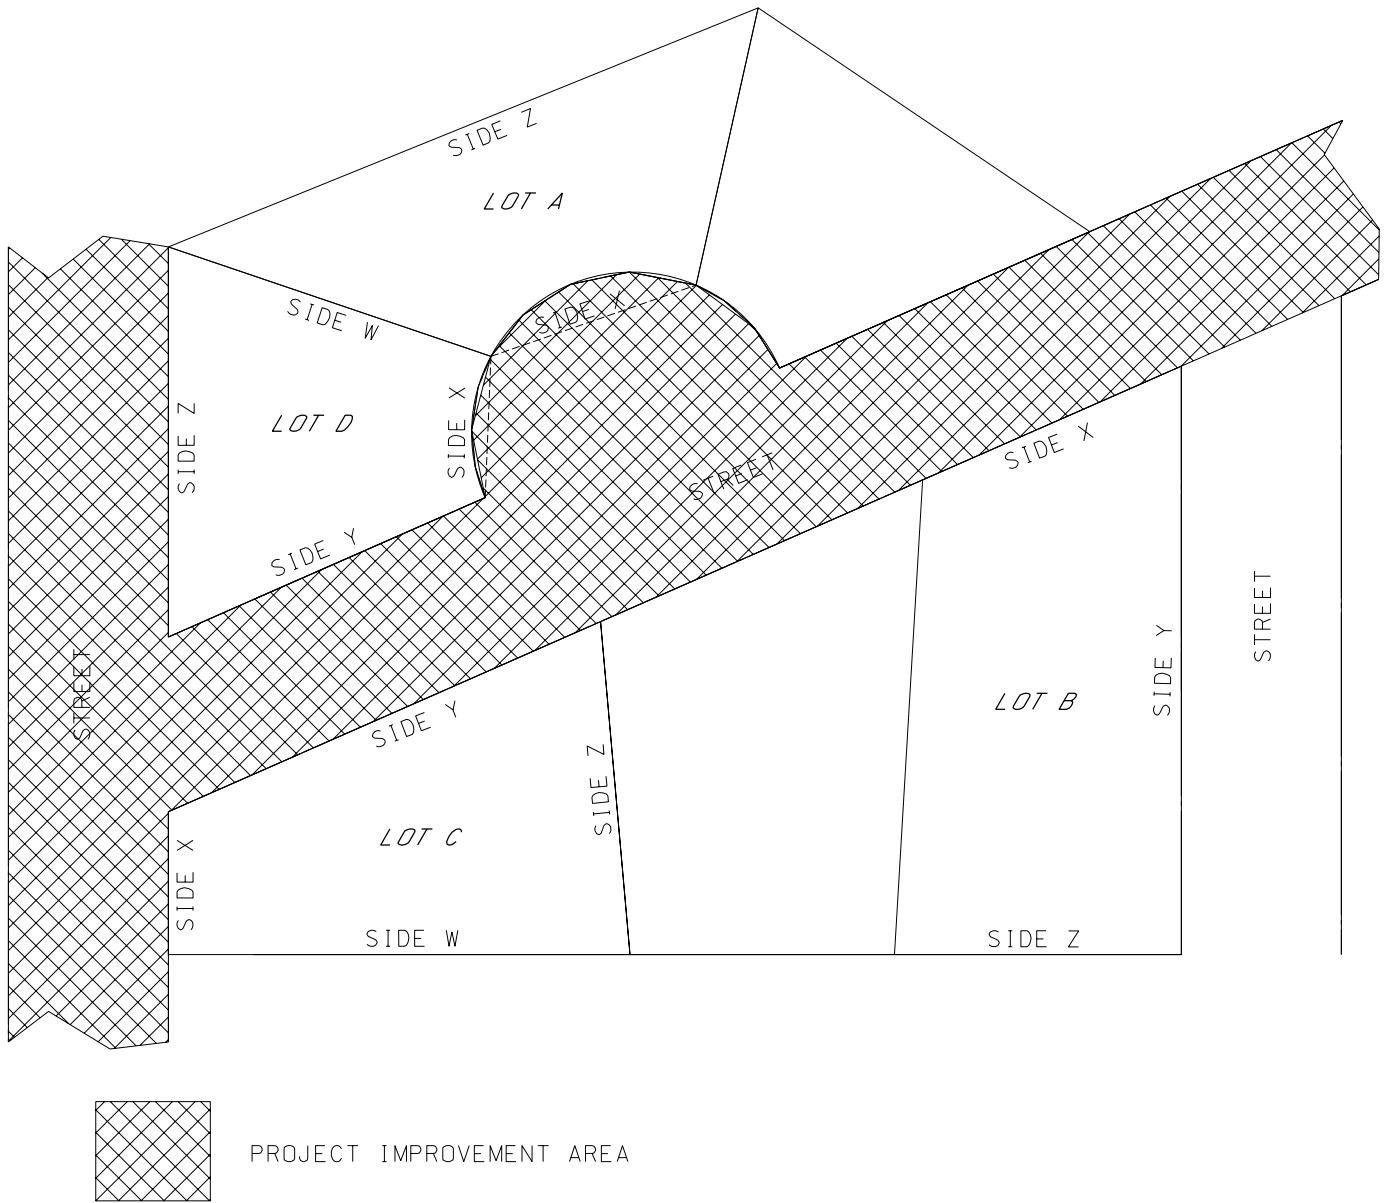 SIDE Z
LOT A
SIDE X
SIDE W
SIDE X
SIDE Z
LOT D
SIDE X
STREET
SIDE Y
STREET
STREET
SIDE Y
LOT B
SIDE Y
SIDE Z
LOT C
SIDE X
SIDE W
SIDE Z
PROJECT IMPROVEMENT AREA